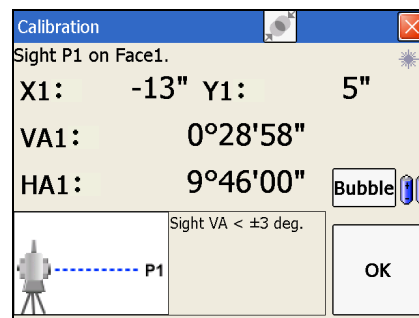 Calibration
Sight P1 on Face1.
X1: -13" Y1: 5"
VA1: 0°28'58"
HA1: 9°46'00"
Bubble
Sight VA < ±3 deg.
P1
OK